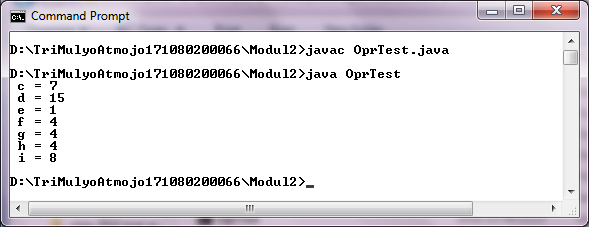 Command Prompt
D:\TriMulyoAtmojo171080200066\Modul2>javac OprTest.java
D:\TriMulyoAtmojo171080200066\Modul2>java OprTest
c = 7
d = 15
e = 1
f = 4
g = 4
h = 4
i = 8
D:\TriMulyoAtmojo171080200066\Modul2>_